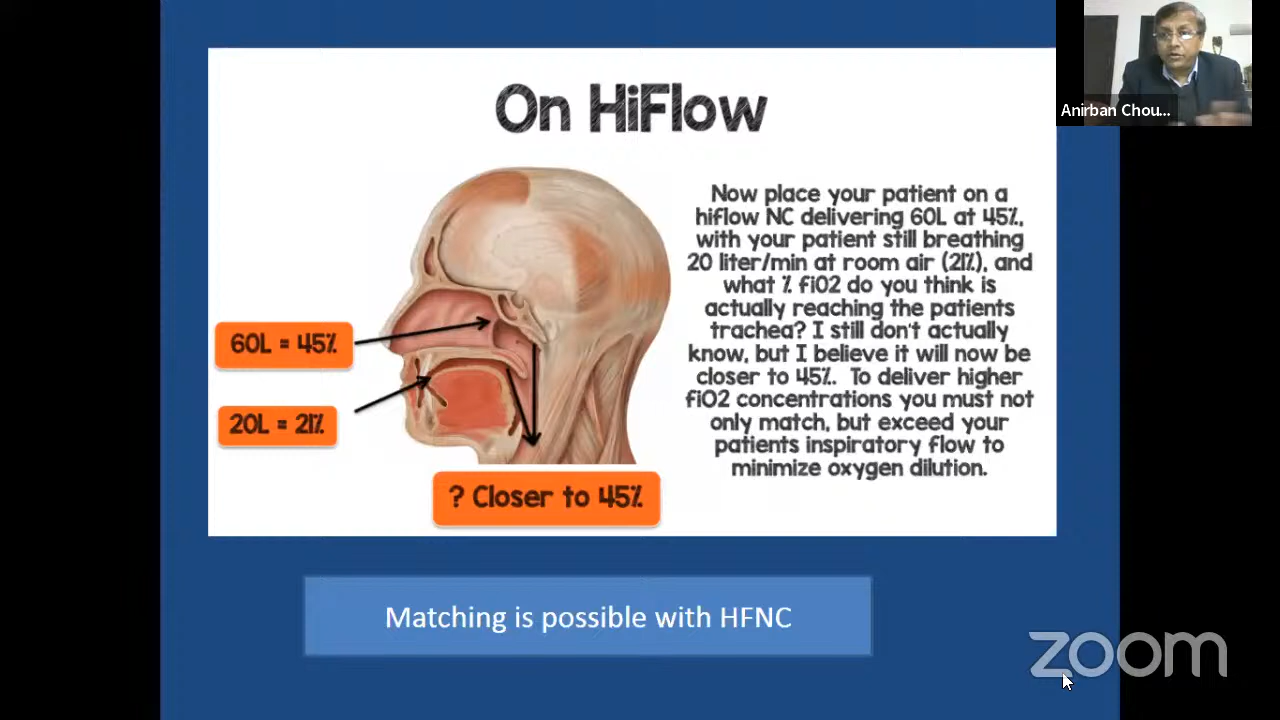 On HiFlow
Now place your patient on a
hiflow NC delivering 60L at 45%,
with your patient still breathing
20 liter/min at room air (21%), and
what % fiO2 do you think is
actually reaching the patients
trachea? I still don't actually
know, but I believe it will now be
closer to 45%. To deliver higher
fiO2 concentrations you must not
only match, but exceed your
patients inspiratory flow to
minimize oxygen dilution.
60L = 45%
20L = 21%
? Closer to 45%
Matching is possible with HFNC
Anirban Chou...
zoom